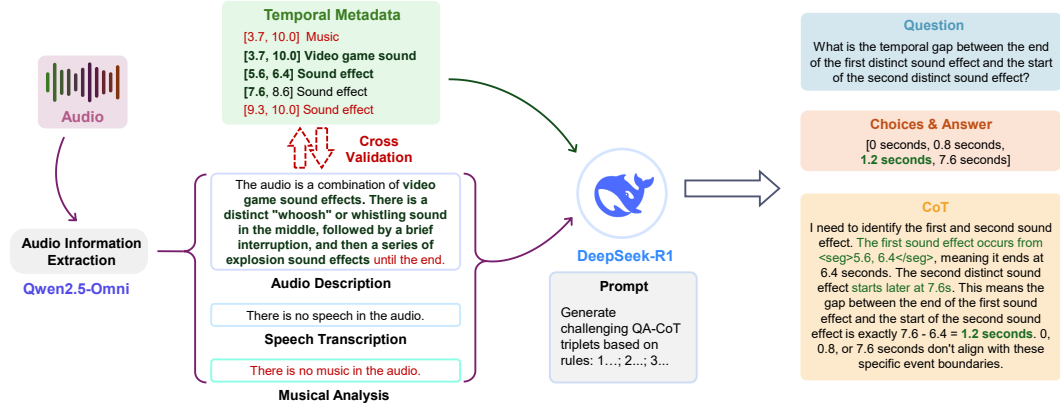 Temporal Metadata
[3.7, 10.0] Music
[3.7, 10.0] Video game sound
[5.6, 6.4] Sound effect
[7.6, 8.6] Sound effect
[9.3, 10.0] Sound effect
Audio
Cross
Validation
Audio Information
Extraction
Qwen2.5-Omni
The audio is a combination of video
game sound effects. There is a
distinct "whoosh" or whistling sound
in the middle, followed by a brief
interruption, and then a series of
explosion sound effects until the end.
Audio Description
There is no speech in the audio.
Speech Transcription
There is no music in the audio.
Musical Analysis
DeepSeek-R1
Prompt
Generate
challenging QA-CoT
triplets based on
rules: 1…; 2...; 3...
Question
What is the temporal gap between the end
of the first distinct sound effect and the start
of the second distinct sound effect?
Choices & Answer
[0 seconds, 0.8 seconds,
1.2 seconds, 7.6 seconds]
CoT
I need to identify the first and second sound
effect. The first sound effect occurs from
<seg>5.6, 6.4</seg>, meaning it ends at
6.4 seconds. The second distinct sound
effect starts later at 7.6s. This means the
gap between the end of the first sound
effect and the start of the second sound
effect is exactly 7.6 - 6.4 = 1.2 seconds. 0,
0.8, or 7.6 seconds don't align with these
specific event boundaries.